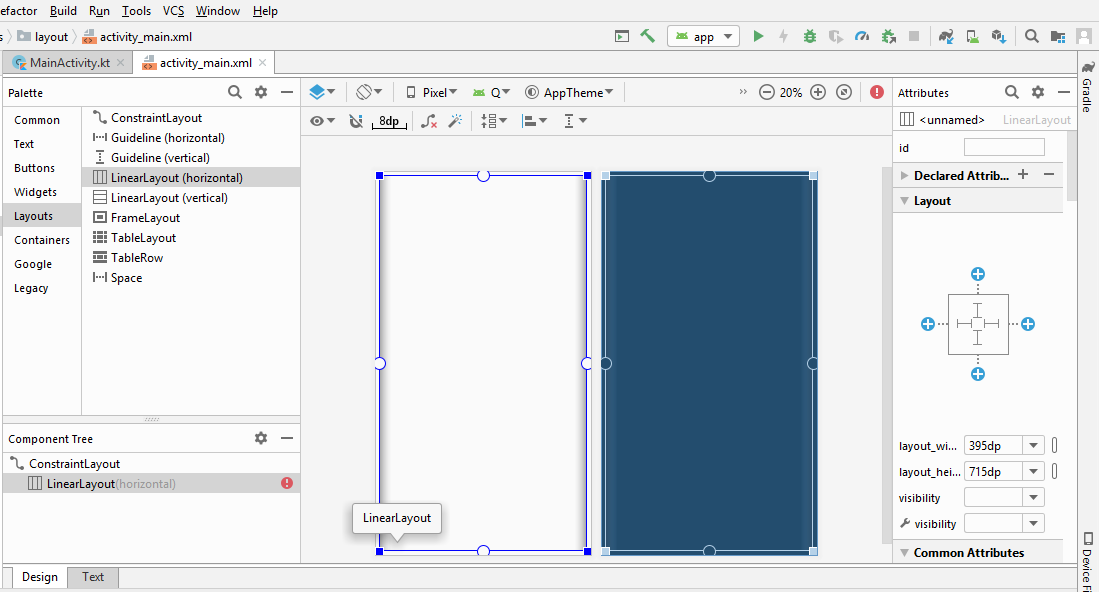 efactor Build Run Tools VCS Window Help
s layout activity_main.xml app
MainActivity.kt activity_main.xml
Palette
Common
Text
Buttons
Widgets
Layouts
Containers
Google
Legacy
ConstraintLayout
Guideline (horizontal)
Guideline (vertical)
LinearLayout (horizontal)
LinearLayout (vertical)
FrameLayout
TableLayout
TableRow
Space
Component Tree
ConstraintLayout
LinearLayout(horizontal)
Pixel Q AppTheme 20%
8dp
LinearLayout
Attributes
<unnamed> LinearLayout
id
Declared Attrib...
Layout
layout_wi... 395dp
layout_hei... 715dp
visibility
visibility
Common Attributes
Gradle
Device Fi
Design Text